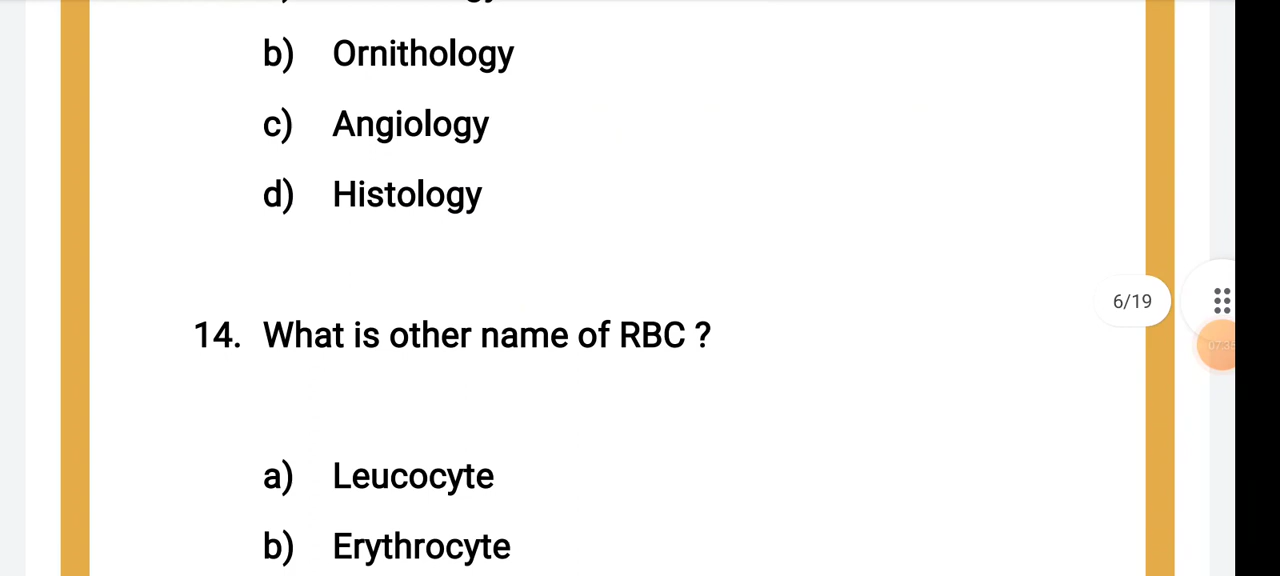 b) Ornithology
c) Angiology
d) Histology
6/19
14. What is other name of RBC ?
a) Leucocyte
b) Erythrocyte